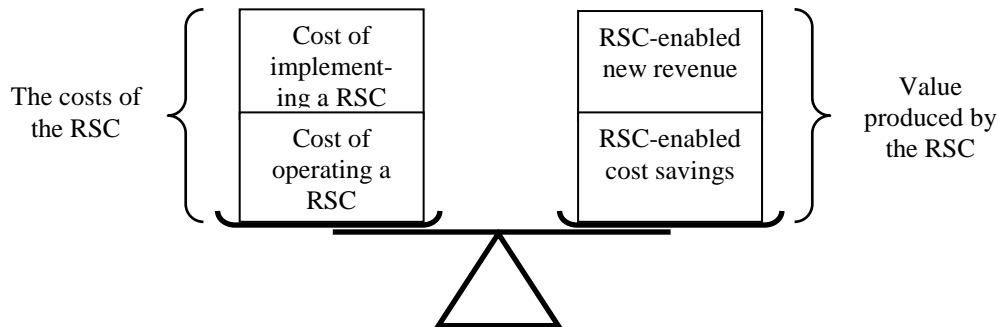 The costs of
the RSC
Cost of
implement-
ing a RSC
Cost of
operating a
RSC
RSC-enabled
new revenue
RSC-enabled
cost savings
Value
produced by
the RSC